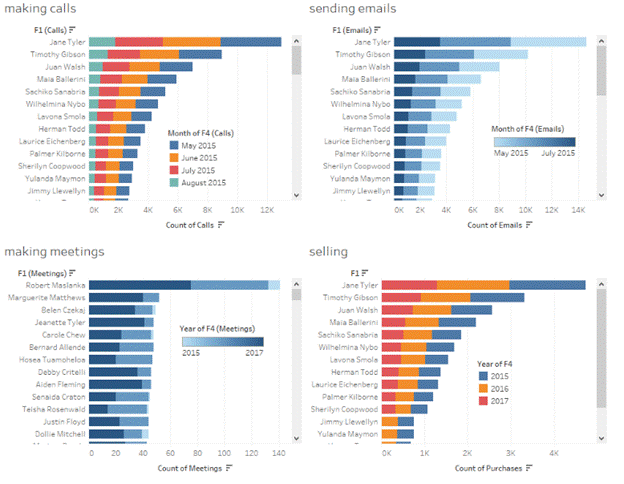 making calls
F1 (Calls)
Jane Tyler
Timothy Gibson
Juan Walsh
Maia Ballerini
Sachiko Sanabria
Wilhelmina Nybo
Lavona Smola
Herman Todd
Laurice Eichenberg
Palmer Kilborne
Sherilyn Coopwood
Yulanda Maymon
Jimmy Llewellyn
Month of F4 (Calls)
May 2015
June 2015
July 2015
August 2015
0K 2K 4K 6K 8K 10K 12K
Count of Calls
sending emails
F1 (Emails)
Jane Tyler
Timothy Gibson
Juan Walsh
Maia Ballerini
Sachiko Sanabria
Wilhelmina Nybo
Lavona Smola
Herman Todd
Laurice Eichenberg
Palmer Kilborne
Sherilyn Coopwood
Yulanda Maymon
Jimmy Llewellyn
Month of F4 (Emails)
May 2015 July 2015
0K 2K 4K 6K 8K 10K 12K 14K
Count of Emails
making meetings
F1 (Meetings)
Robert Maslanka
Marguerite Matthews
Belen Czekaj
Jeanette Tyler
Carole Chew
Bernard Allende
Hosea Tuamoheloa
Debby Critelli
Aiden Fleming
Senaida Craton
Teisha Rosenwald
Justin Floyd
Dollie Mitchell
Year of F4 (Meetings)
2015 2017
0 20 40 60 80 100 120 140
Count of Meetings
selling
F1
Jane Tyler
Timothy Gibson
Juan Walsh
Maia Ballerini
Sachiko Sanabria
Wilhelmina Nybo
Lavona Smola
Herman Todd
Laurice Eichenberg
Palmer Kilborne
Sherilyn Coopwood
Jimmy Llewellyn
Yulanda Maymon
Year of F4
2015
2016
2017
0K 1K 2K 3K 4K
Count of Purchases